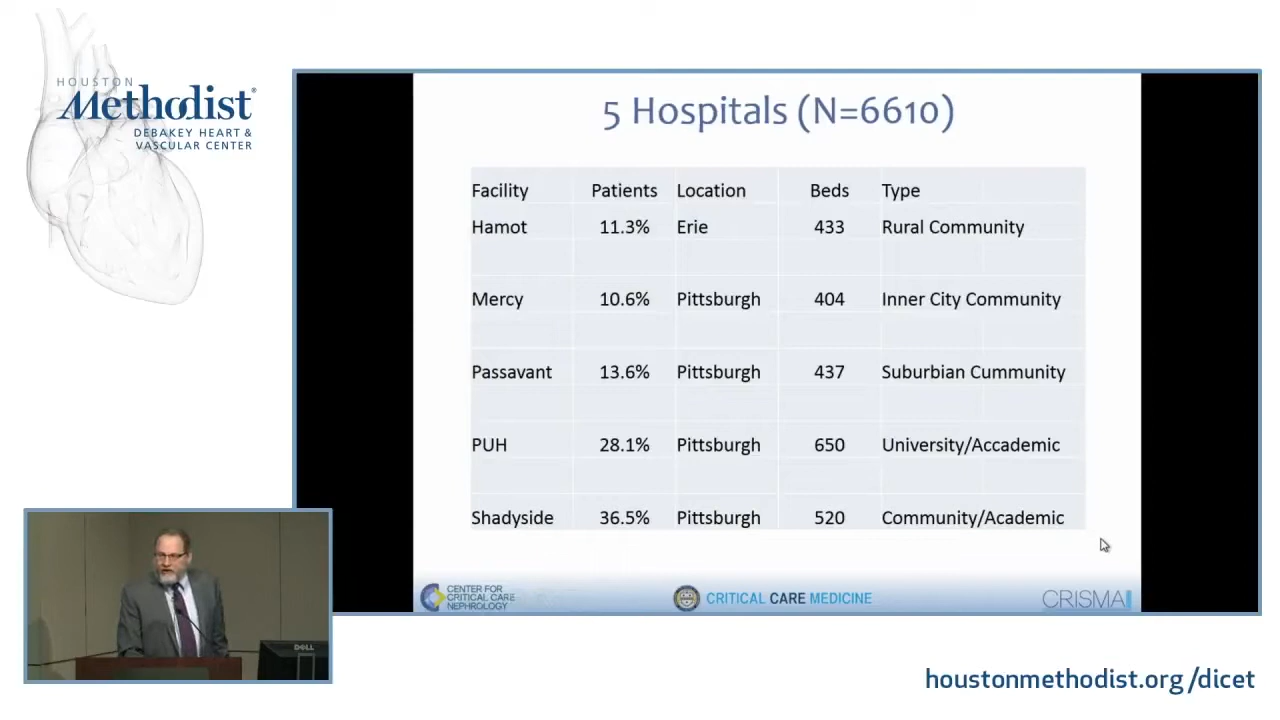 HOUSTON
Methodist®
DEBAKEY HEART &
VASCULAR CENTER
5 Hospitals (N=6610)
Facility Patients Location Beds Type
Hamot 11.3% Erie 433 Rural Community
Mercy 10.6% Pittsburgh 404 Inner City Community
Passavant 13.6% Pittsburgh 437 Suburbian Cummunity
PUH 28.1% Pittsburgh 650 University/Accademic
Shadyside 36.5% Pittsburgh 520 Community/Academic
CENTER FOR
CRITICAL CARE
NEPHROLOGY
CRITICAL CARE MEDICINE
CRISMA
DELL
houstonmethodist.org/dicet